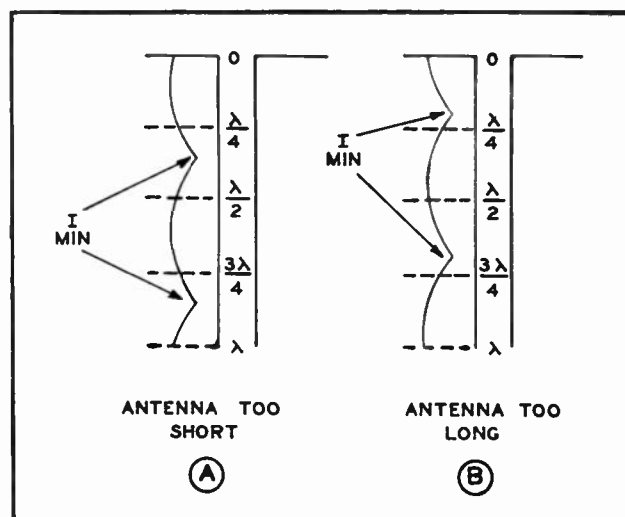 0
λ/4
I
MIN
λ/2
3λ/4
λ
ANTENNA TOO
SHORT
A
0
λ/4
I
MIN
λ/2
3λ/4
λ
ANTENNA TOO
LONG
B